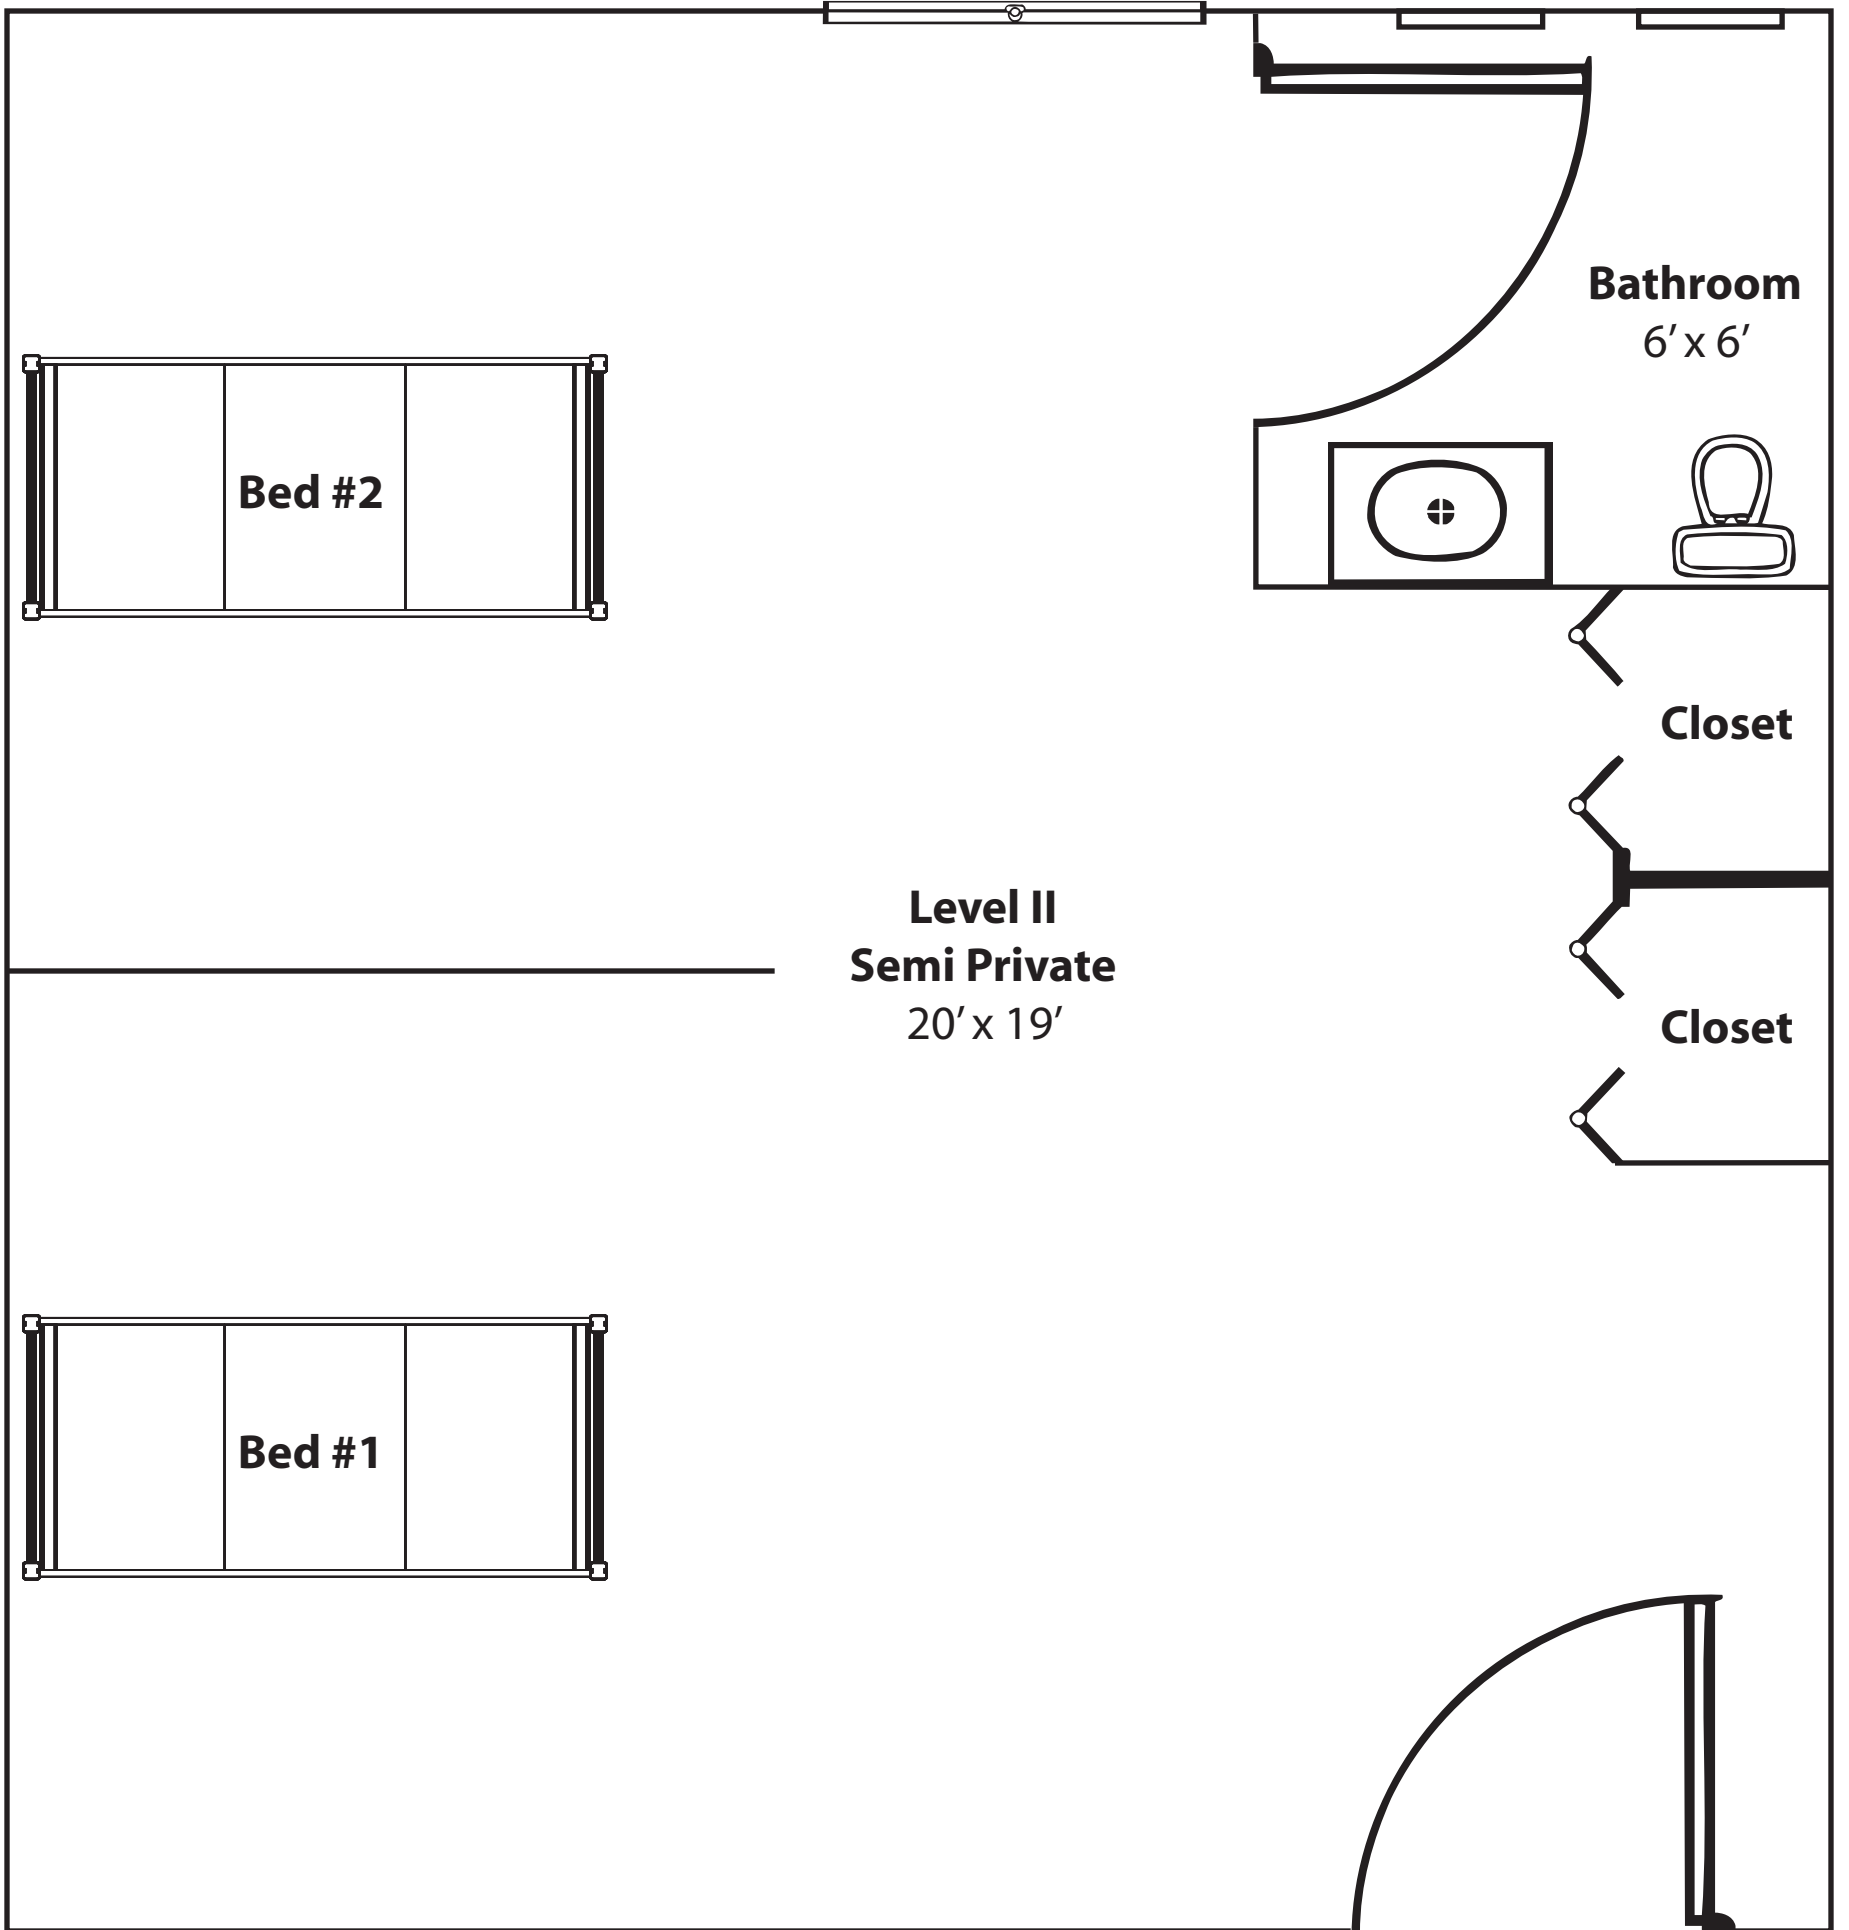 Bathroom
6’ x 6’
Bed #2
Closet
Level II
Semi Private
20’ x 19’
Closet
Bed #1